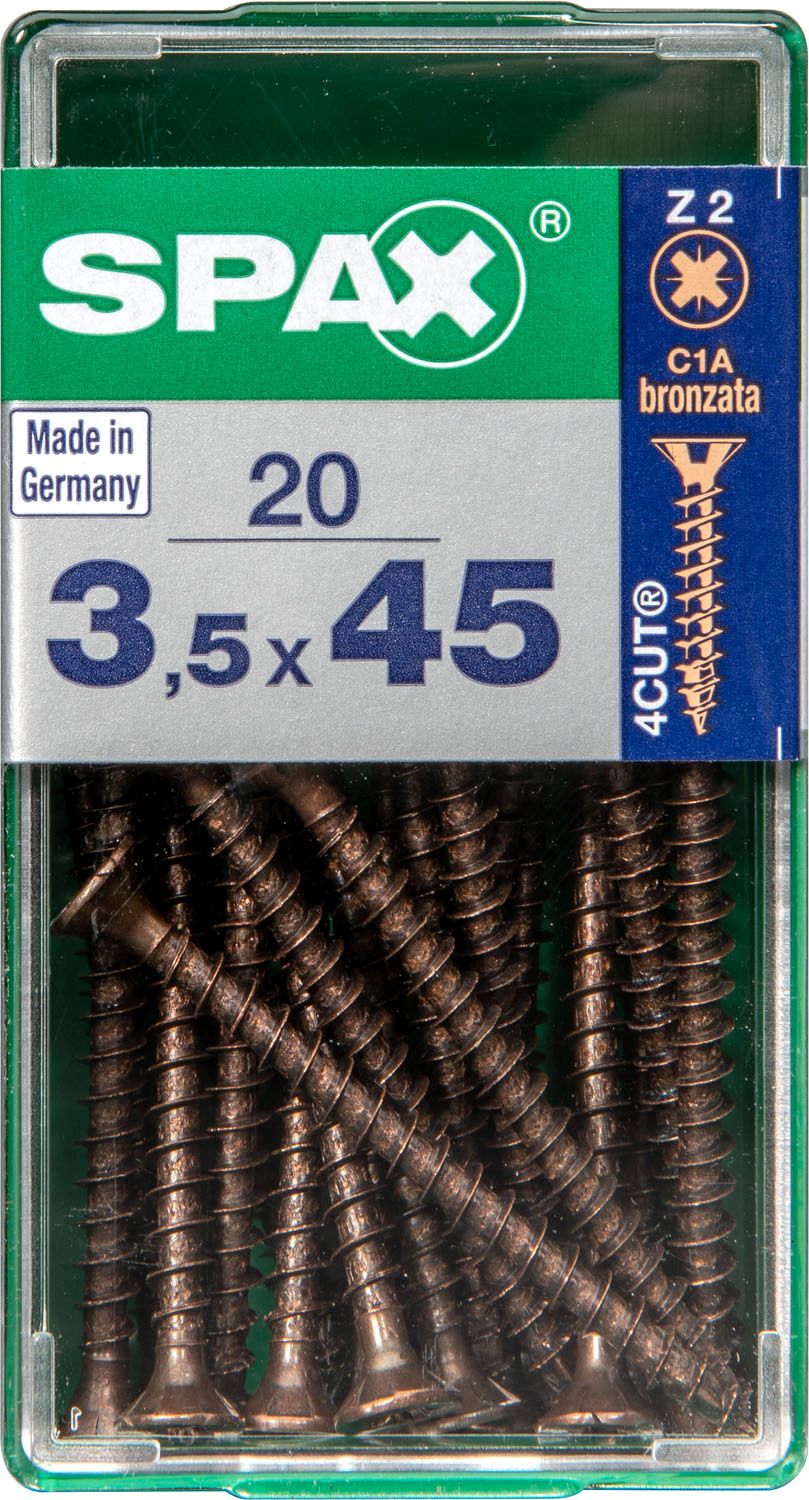 SPAX®
Z 2
C1A
bronzata
Made in
Germany
20
3,5 x 45
4CUT®